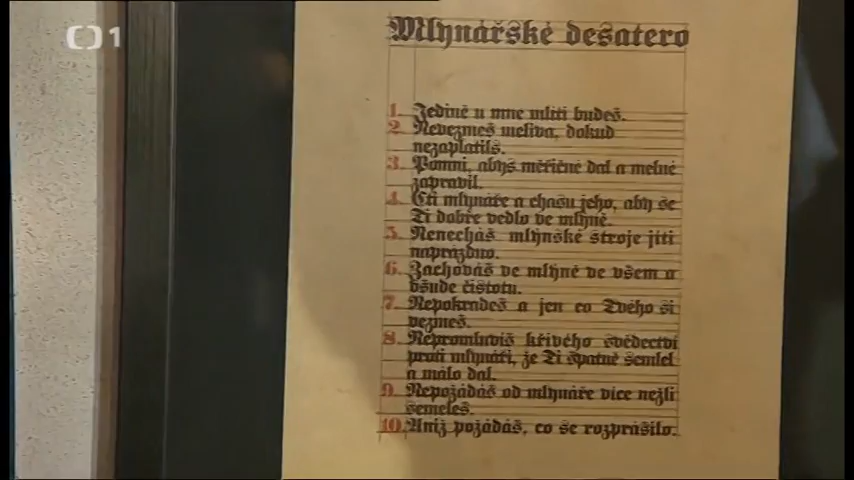 1
Mlynářské desatero
1. Jedině u mne mlíti budeš.
2. Nevezmeš meliva, dokud
nezaplatils.
3. Pomni, abys měřičné dal a melné
zapravil.
4. Cti mlynáře a chasu jeho, aby se
Ti dobře vedlo ve mlýně.
5. Nenecháš mlýnské stroje jíti
naprázdno.
6. Zachováš ve mlýně ve všem a
všude čistotu.
7. Nepokradeš a jen co Tvého si
vezmeš.
8. Nepromluvíš křivého svědectví
proti mlynáři, že Ti špatně semlel
a málo dal.
9. Nepožádáš od mlynáře více nežli
semeleš.
10. Aniž požádáš, co se rozprášilo.